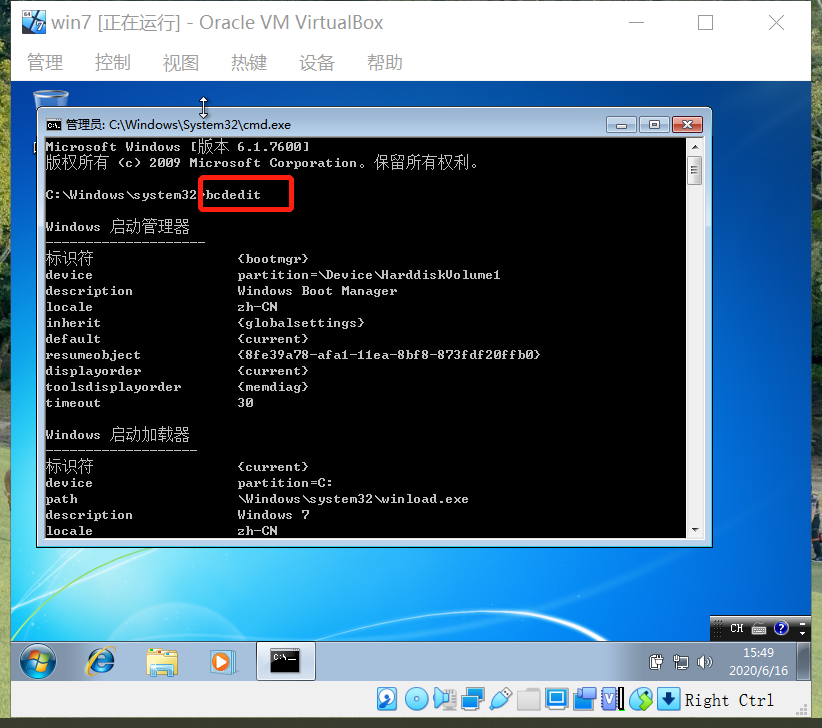 win7 [正在运行] - Oracle VM VirtualBox
管理 控制 视图 热键 设备 帮助
管理员: C:\Windows\System32\cmd.exe
Microsoft Windows [版本 6.1.7600]
版权所有 (c) 2009 Microsoft Corporation。保留所有权利。
C:\Windows\system32>bcdedit
Windows 启动管理器
--------------------
标识符 {bootmgr}
device partition=\Device\HarddiskVolume1
description Windows Boot Manager
locale zh-CN
inherit {globalsettings}
default {current}
resumeobject {8fe39a78-afa1-11ea-8bf8-873fdf20ffb0}
displayorder {current}
toolsdisplayorder {memdiag}
timeout 30
Windows 启动加载器
-------------------
标识符 {current}
device partition=C:
path \Windows\system32\winload.exe
description Windows 7
locale zh-CN
CH
15:49
2020/6/16
Right Ctrl